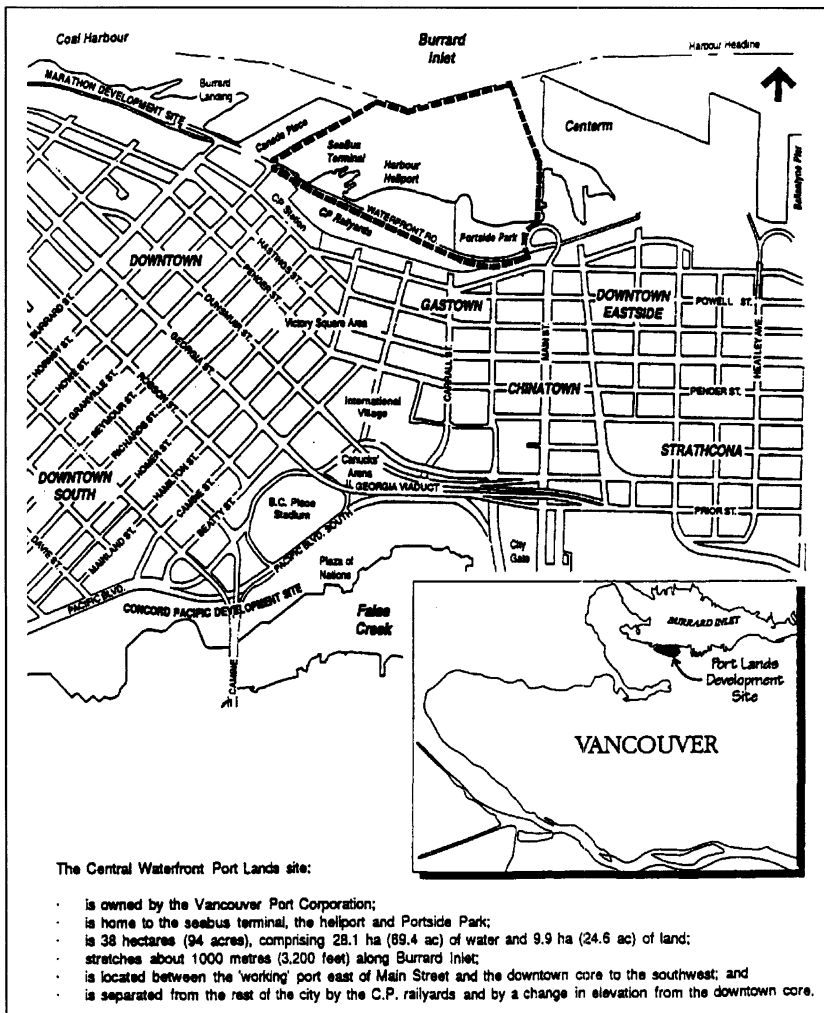 Coal Harbour
Burrard
Inlet
Harbour Headline
MARATHON DEVELOPMENT SITE
Burrard
Landing
Canada Place
SeaBus
Terminal
Harbour
Heliport
Centerm
Ballantyne Pier
CP Station
CP Railyards
WATERFRONT RD.
Portside Park
DOWNTOWN
HASTINGS ST.
PENDER ST.
DUNSMUIR ST.
GEORGIA ST.
ROBSON ST.
Victory Square Area
GASTOWN
DOWNTOWN
EASTSIDE
POWELL ST.
BURRARD ST.
HORNBY ST.
HOWE ST.
GRANVILLE ST.
SEYMOUR ST.
RICHARDS ST.
HOMER ST.
HAMILTON ST.
CAMBIE ST.
BEATTY ST.
CARRALL ST.
MAIN ST.
HEATLEY AVE.
CHINATOWN
PENDER ST.
International
Village
STRATHCONA
DOWNTOWN
SOUTH
Canucks'
Arena
GEORGIA VIADUCT
B.C. Place
Stadium
PRIOR ST.
DAVIE ST.
MAINLAND ST.
PACIFIC BLVD. SOUTH
City
Gate
Plaza of
Nations
PACIFIC BLVD.
CONCORD PACIFIC DEVELOPMENT SITE
False
Creek
CAMBIE
BURRARD INLET
Port Lands
Development
Site
VANCOUVER
The Central Waterfront Port Lands site:
· is owned by the Vancouver Port Corporation;
· is home to the seabus terminal, the heliport and Portside Park;
· is 38 hectares (94 acres), comprising 28.1 ha (69.4 ac) of water and 9.9 ha (24.6 ac) of land;
· stretches about 1000 metres (3,200 feet) along Burrard Inlet;
· is located between the 'working' port east of Main Street and the downtown core to the southwest; and
· is separated from the rest of the city by the C.P. railyards and by a change in elevation from the downtown core.